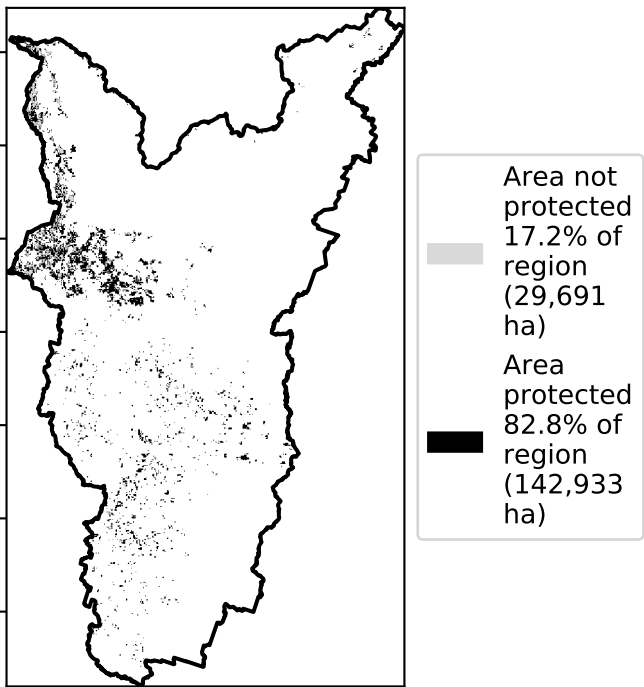 Area not
protected
17.2% of
region
(29,691
ha)
Area
protected
82.8% of
region
(142,933
ha)